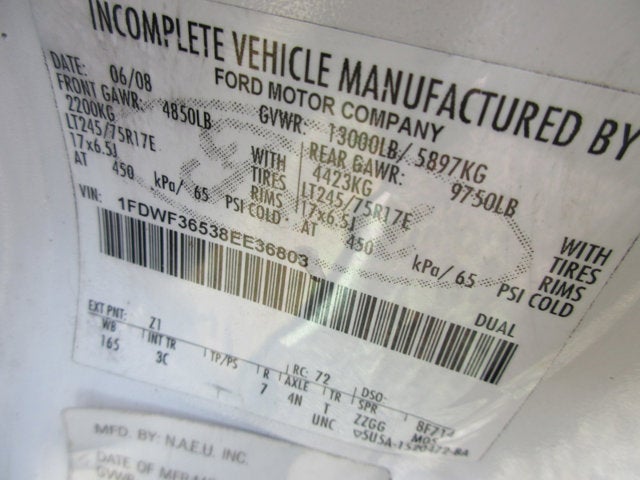 INCOMPLETE VEHICLE MANUFACTURED BY
FORD MOTOR COMPANY
DATE: 06/08 GVWR: 13000LB/ 5897KG
FRONT GAWR: 4850LB REAR GAWR: 9750LB
2200KG WITH 4423KG WITH
LT245/75R17E TIRES LT245/75R17E TIRES
17x6.5J RIMS 17x6.5J RIMS
AT 450 kPa/ 65 PSI COLD AT 450 kPa/ 65 PSI COLD
VIN: 1FDWF36538EE36803
DUAL
EXT PNT: Z1 RC: 72 DSO:
WB INT TR TP/PS R AXLE TR SPR
165 3C 7 4N T ZZGG
UNC
MFD. BY: N.A.E.U. INC.
DATE OF
GVWR